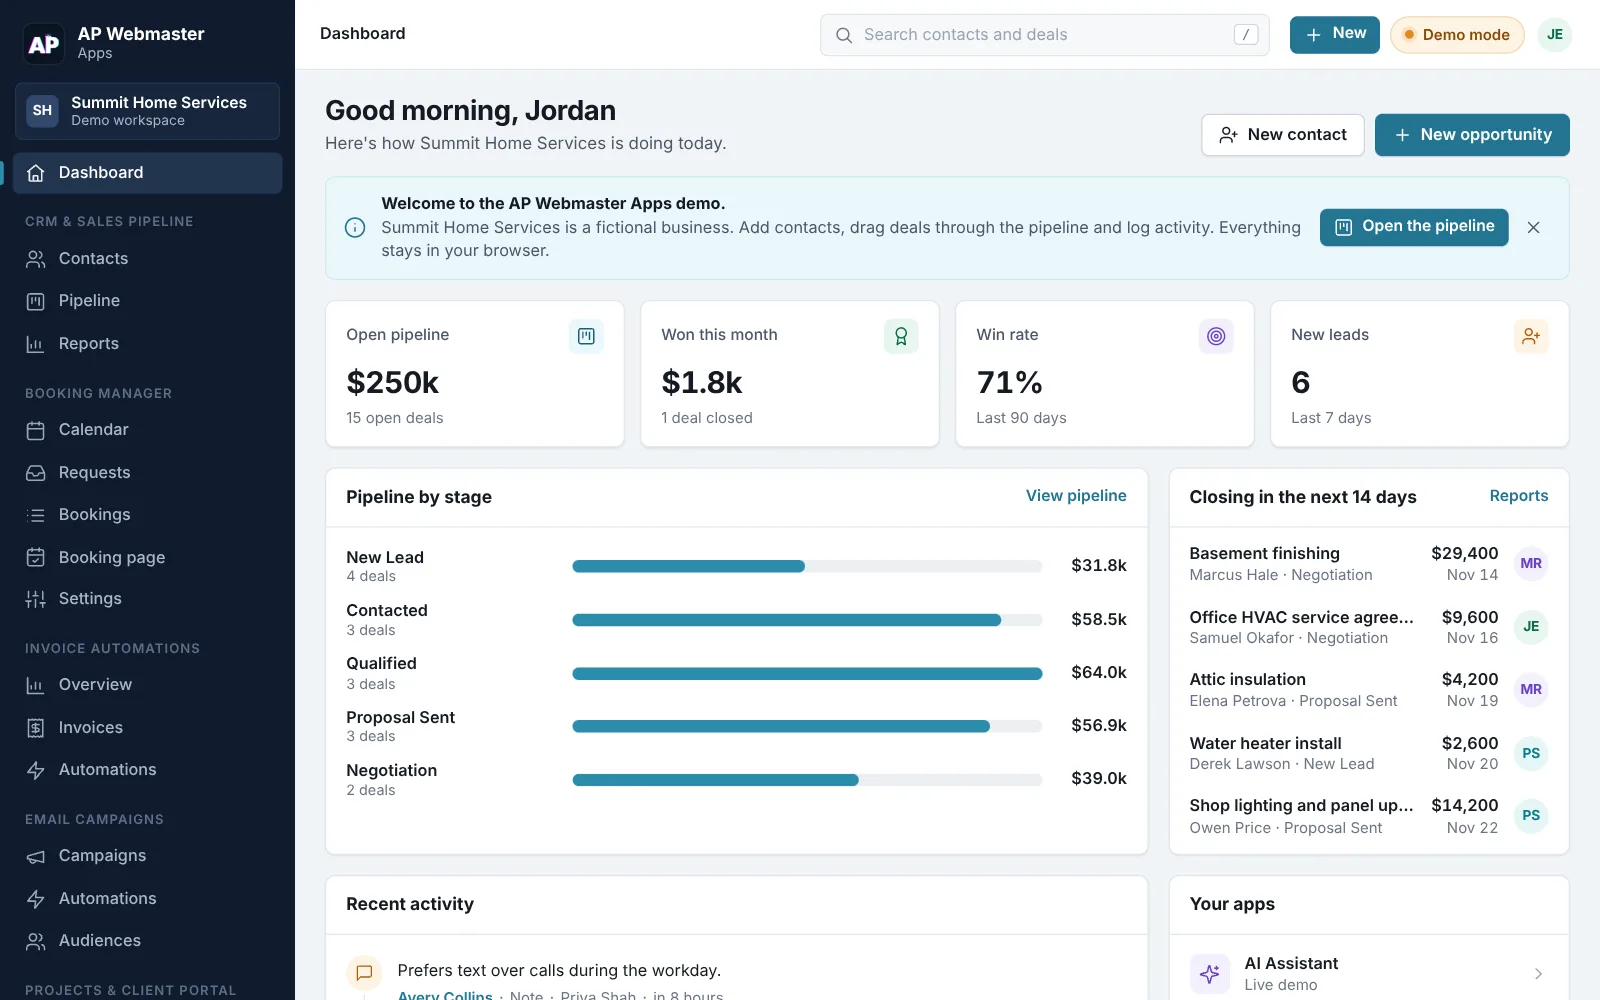 AP
AP Webmaster
Apps
SH
Summit Home Services
Demo workspace
Dashboard
CRM & SALES PIPELINE
Contacts
Pipeline
Reports
BOOKING MANAGER
Calendar
Requests
Bookings
Booking page
Settings
INVOICE AUTOMATIONS
Overview
Invoices
Automations
EMAIL CAMPAIGNS
Campaigns
Automations
Audiences
PROJECTS & CLIENT PORTAL
Dashboard
Search contacts and deals
/
New
Demo mode
JE
Good morning, Jordan
Here's how Summit Home Services is doing today.
New contact
New opportunity
Welcome to the AP Webmaster Apps demo.
Summit Home Services is a fictional business. Add contacts, drag deals through the pipeline and log activity. Everything
stays in your browser.
Open the pipeline
Open pipeline
$250k
15 open deals
Won this month
$1.8k
1 deal closed
Win rate
71%
Last 90 days
New leads
6
Last 7 days
Pipeline by stage
View pipeline
New Lead
4 deals
$31.8k
Contacted
3 deals
$58.5k
Qualified
3 deals
$64.0k
Proposal Sent
3 deals
$56.9k
Negotiation
2 deals
$39.0k
Closing in the next 14 days
Reports
Basement finishing
Marcus Hale · Negotiation
$29,400
Nov 14
MR
Office HVAC service agree...
Samuel Okafor · Negotiation
$9,600
Nov 16
JE
Attic insulation
Elena Petrova · Proposal Sent
$4,200
Nov 19
MR
Water heater install
Derek Lawson · New Lead
$2,600
Nov 20
PS
Shop lighting and panel up...
Owen Price · Proposal Sent
$14,200
Nov 22
PS
Recent activity
Prefers text over calls during the workday.
Avery Collins · Note · Priya Shah · in 8 hours
Your apps
AI Assistant
Live demo